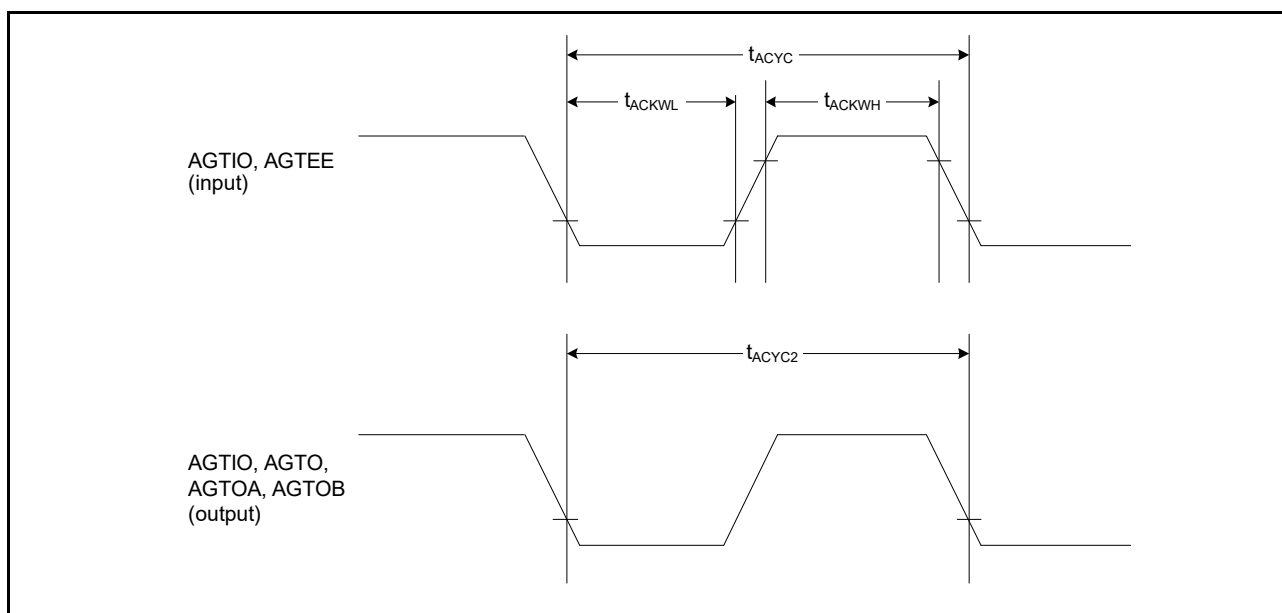 tACYC
tACKWL
tACKWH
AGTIO, AGTEE
(input)
tACYC2
AGTIO, AGTO,
AGTOA, AGTOB
(output)